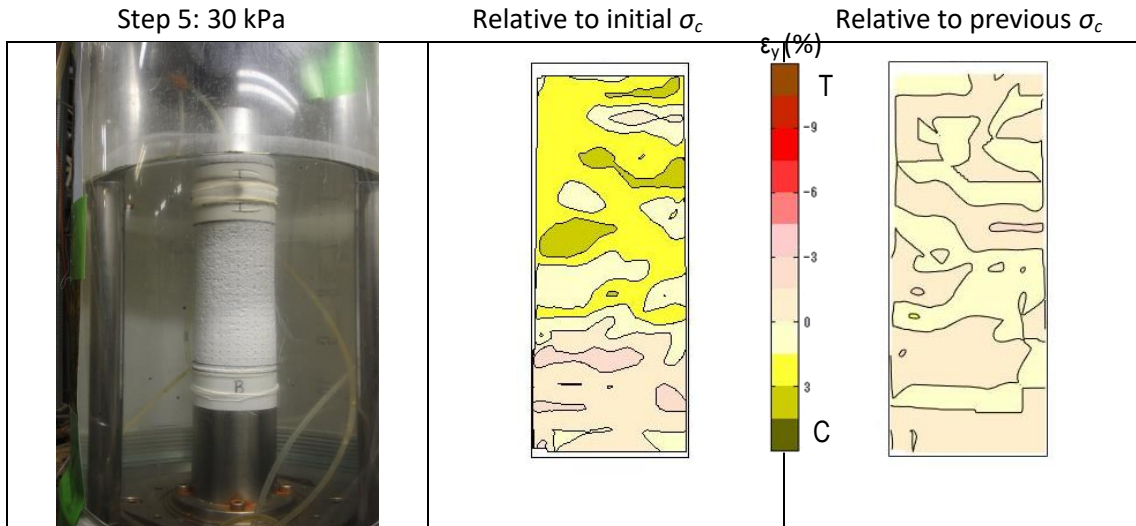 Step 5: 30 kPa
Relative to initial σc
Relative to previous σc
εy (%)
T
-9
-6
-3
0
3
C
B